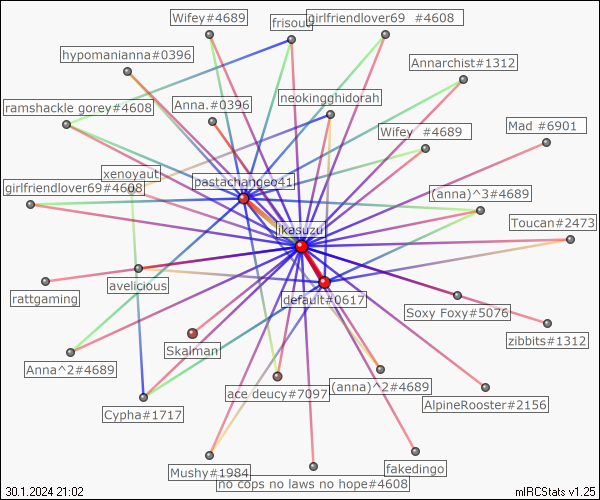 Wifey#4689
frisouu
girlfriendlover69 #4608
hypomanianna#0396
Annarchist#1312
ramshackle gorey#4608
Anna.#0396
neokingghidorah
Wifey #4689
Mad #6901
xenoyaut
girlfriendlover69#4608
pastachangeo41
(anna)^3#4689
Toucan#2473
ikasuzu
rattgaming
avelicious
default#0617
Soxy Foxy#5076
zibbits#1312
Skalman
Anna^2#4689
ace deucy#7097
(anna)^2#4689
AlpineRooster#2156
Cypha#1717
Mushy#1984
fakedingo
no cops no laws no hope#4608
30.1.2024 21:02
mIRCStats v1.25